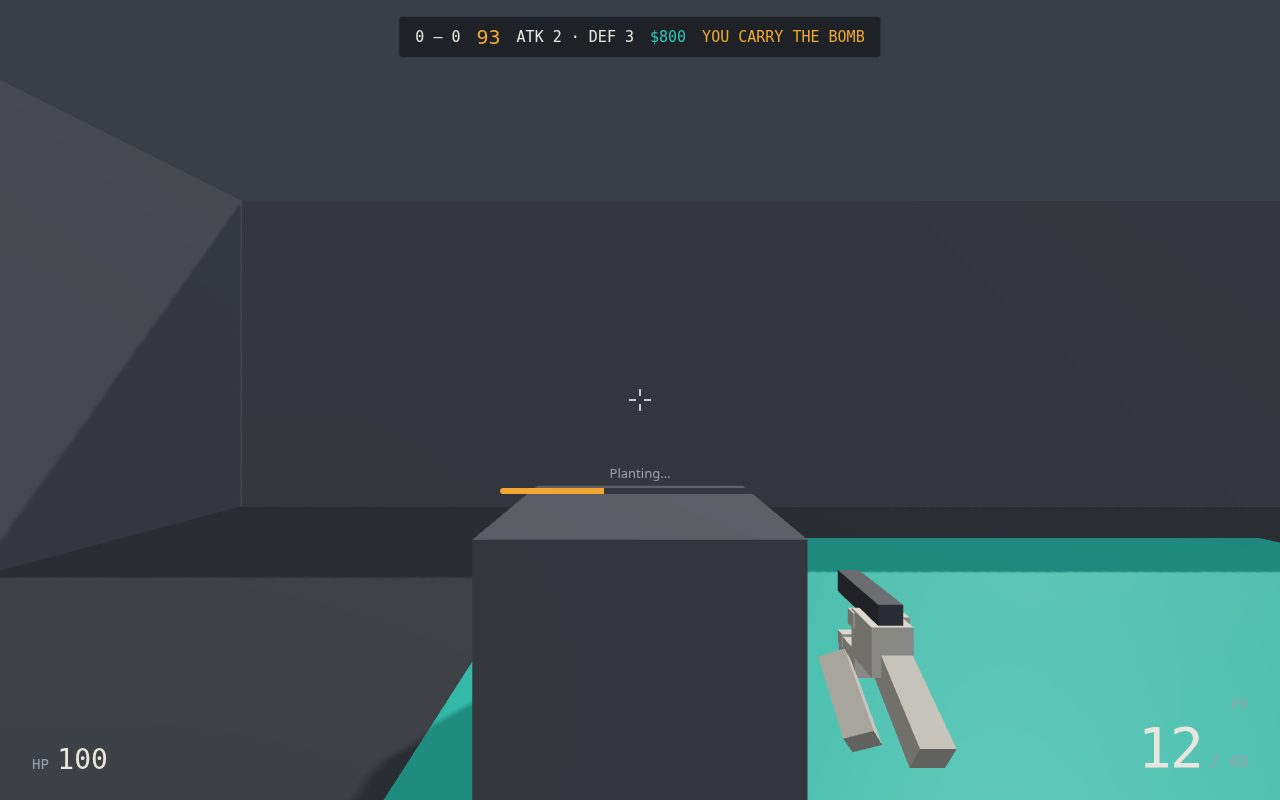 0 – 0 93 ATK 2 · DEF 3 $800 YOU CARRY THE BOMB
Planting…
HP 100
12